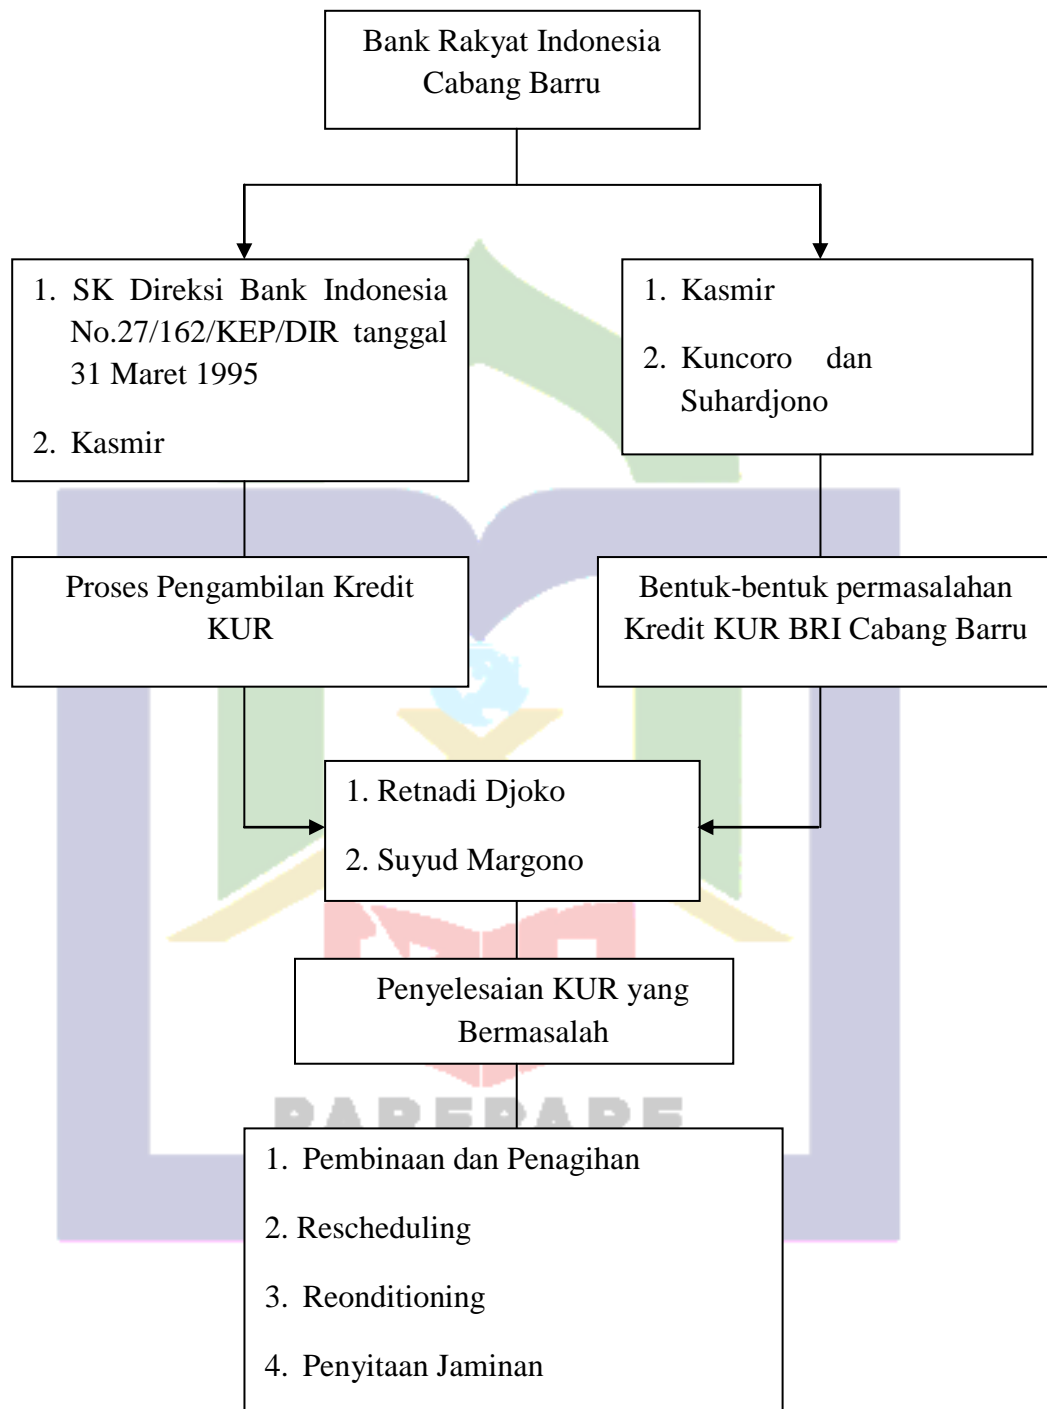 Bank Rakyat Indonesia
Cabang Barru
1. SK Direksi Bank Indonesia
No.27/162/KEP/DIR tanggal
31 Maret 1995
2. Kasmir
1. Kasmir
2. Kuncoro dan
Suhardjono
Proses Pengambilan Kredit
KUR
Bentuk-bentuk permasalahan
Kredit KUR BRI Cabang Barru
1. Retnadi Djoko
2. Suyud Margono
Penyelesaian KUR yang
Bermasalah
PAREPARE
1. Pembinaan dan Penagihan
2. Rescheduling
3. Reonditioning
4. Penyitaan Jaminan